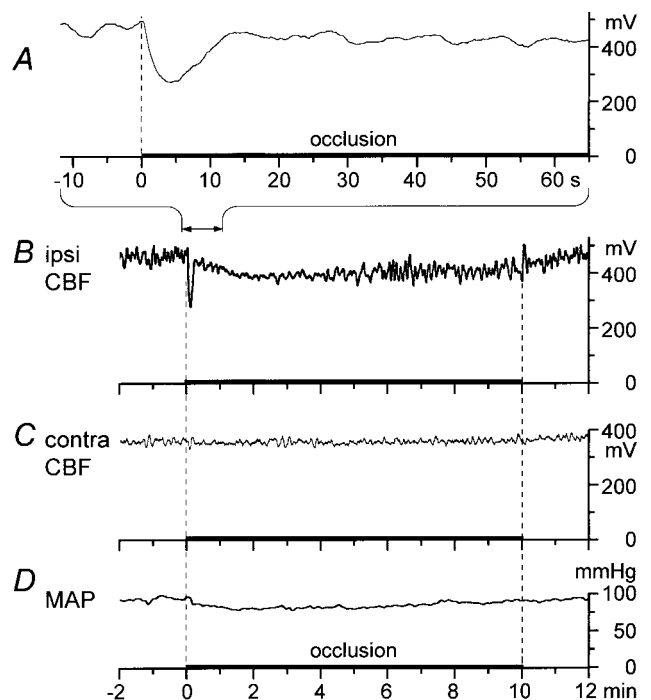 A
mV
400
200
0
occlusion
-10 0 10 20 30 40 50 60 s
B ipsi CBF
mV
400
200
0
C contra CBF
400
mV
200
0
D MAP
mmHg
100
50
0
occlusion
-2 0 2 4 6 8 10 12 min